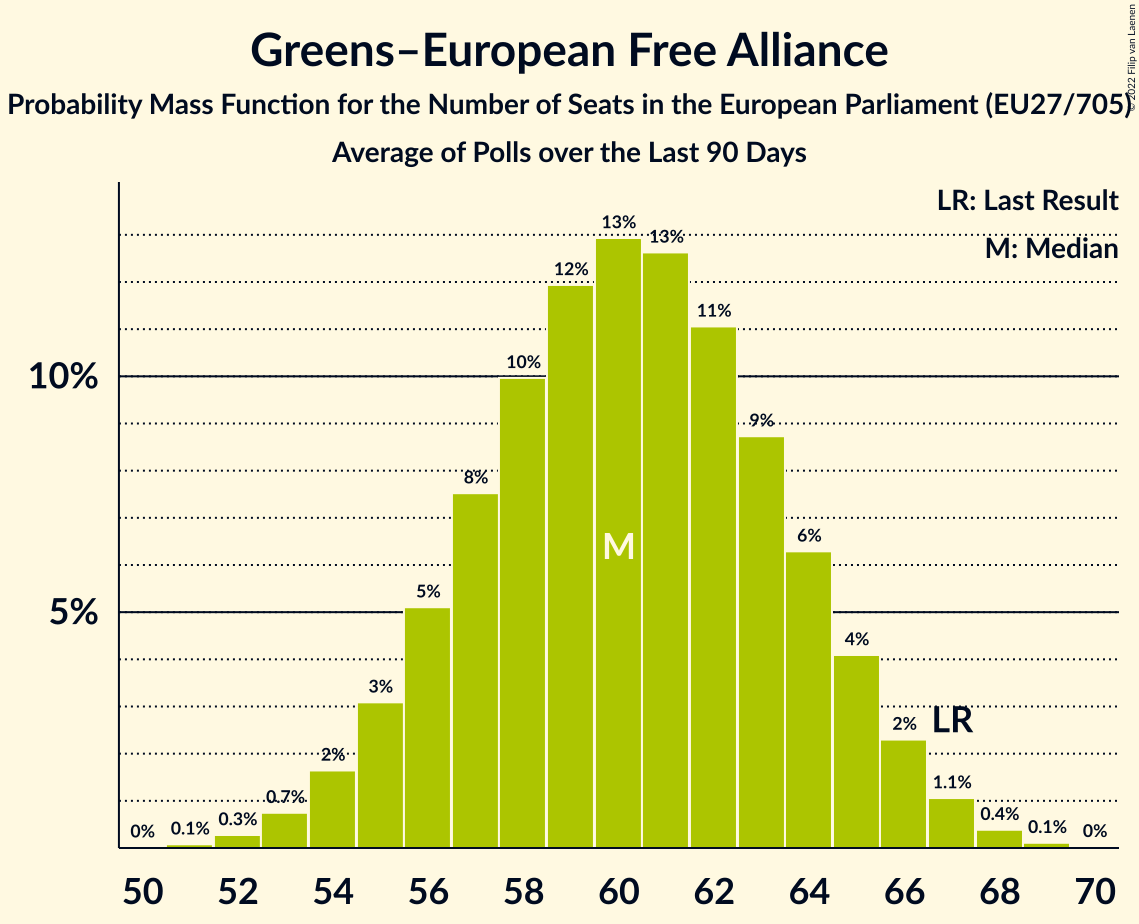 Greens–European Free Alliance
Probability Mass Function for the Number of Seats in the European Parliament (EU27/705)
Average of Polls over the Last 90 Days
© 2022 Filip van Laenen
LR: Last Result
M: Median
10%
5%
0%
0.1%
0.3%
0.7%
2%
3%
5%
8%
10%
12%
13%
13%
11%
9%
6%
4%
2%
1.1%
0.4%
0.1%
0%
M
LR
50 52 54 56 58 60 62 64 66 68 70